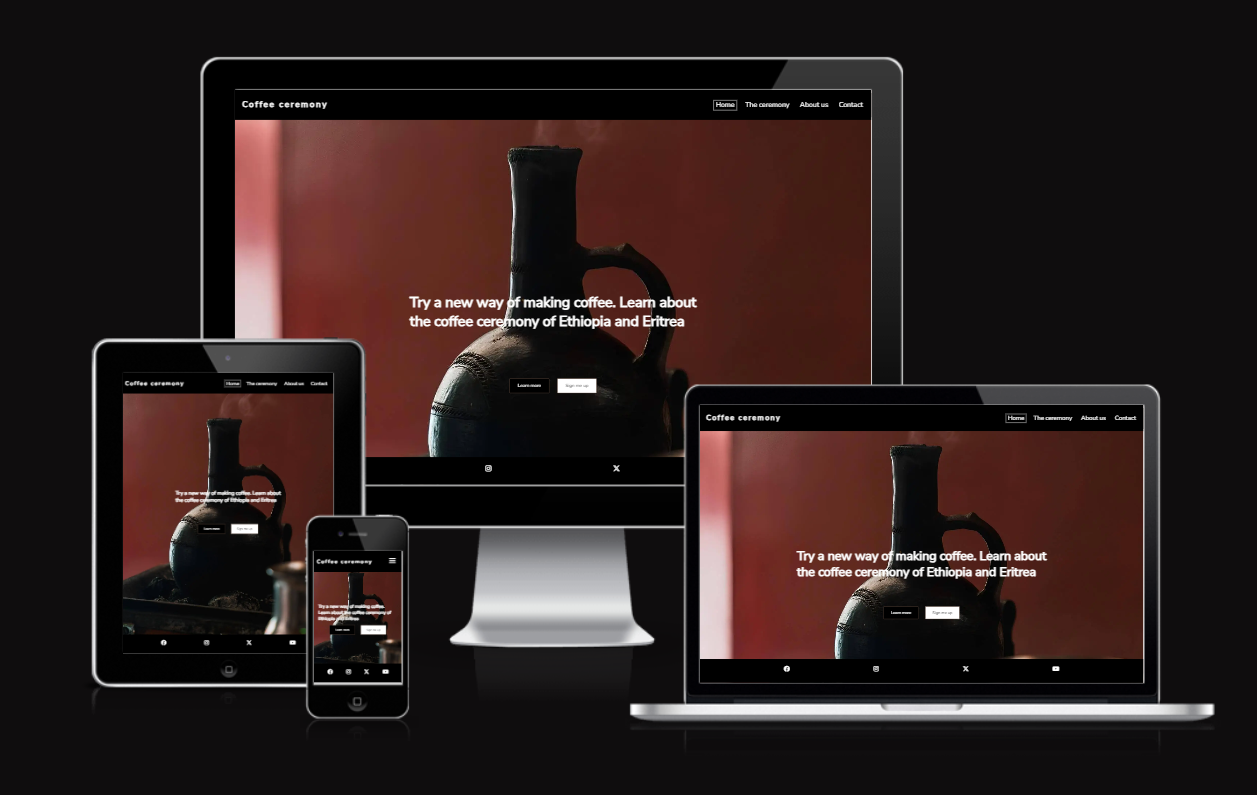 Coffee ceremony
Home The ceremony About us Contact
Try a new way of making coffee. Learn about
the coffee ceremony of Ethiopia and Eritrea
Learn more Sign me up
Coffee ceremony
Home The ceremony About us Contact
Try a new way of making coffee. Learn about
the coffee ceremony of Ethiopia and Eritrea
Learn more Sign me up
Coffee ceremony
Try a new way of making coffee.
Learn about the coffee ceremony of
Ethiopia and Eritrea
Learn more Sign me up
Coffee ceremony
Home The ceremony About us Contact
Try a new way of making coffee. Learn about
the coffee ceremony of Ethiopia and Eritrea
Learn more Sign me up